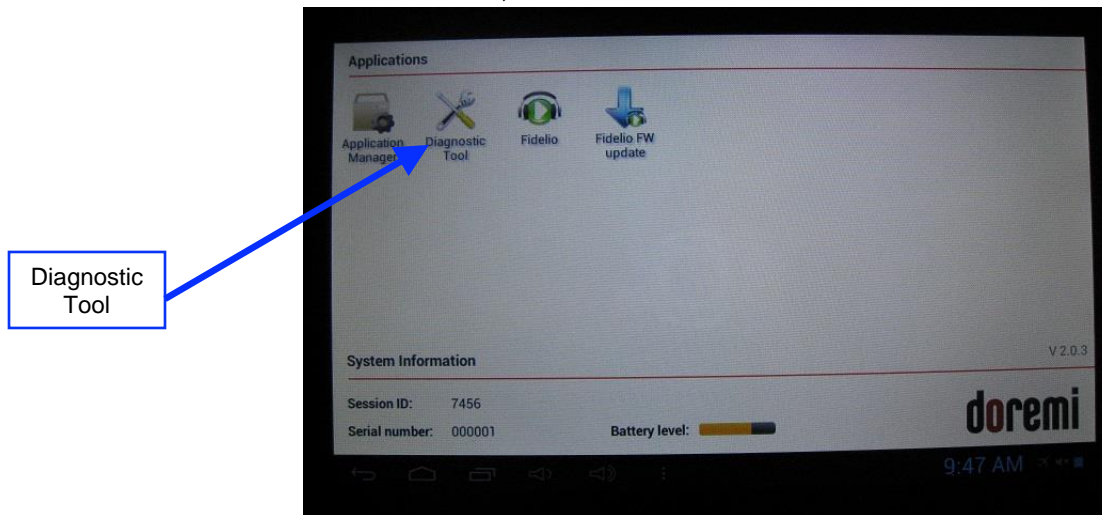 Applications
Application
Manager
Diagnostic
Tool
Fidelio
Fidelio FW
update
Diagnostic
Tool
V 2.0.3
System Information
Session ID: 7456
Serial number: 000001
Battery level:
doremi
9:47 AM